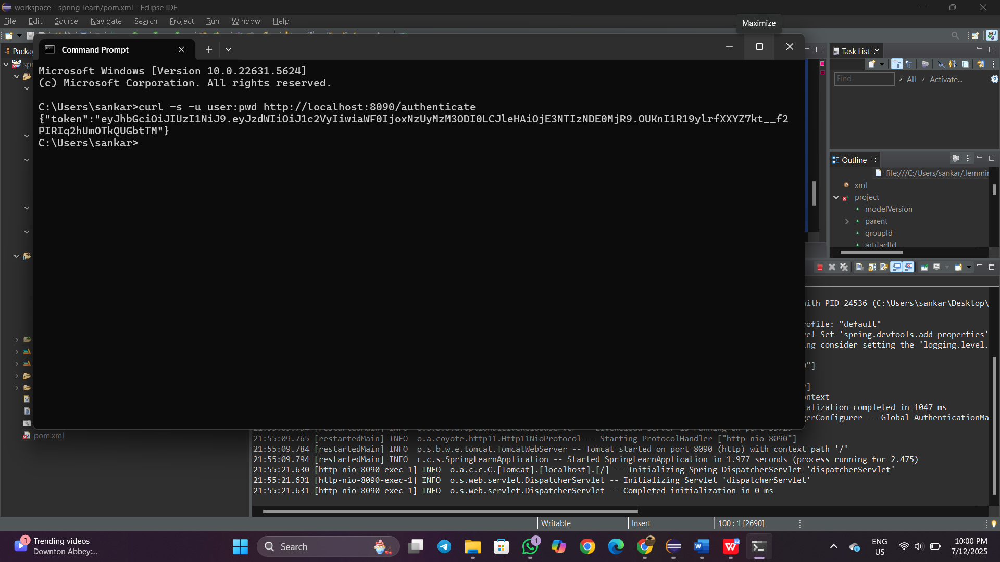 workspace - spring-learn/pom.xml - Eclipse IDE
File Edit Source Navigate Search Project Run Window Help
Maximize
Command Prompt
Microsoft Windows [Version 10.0.22631.5624]
(c) Microsoft Corporation. All rights reserved.
C:\Users\sankar>curl -s -u user:pwd http://localhost:8090/authenticate
{"token":"eyJhbGciOiJIUzI1NiJ9.eyJzdWIiOiJ1c2VyIiwiaWF0IjoxNzUyMzM3ODI0LCJleHAiOjE3NTIzNDE0MjR9.OUKnI1R19ylrfXXYZ7kt__f2
PIRIq2hUmOTkQUGbtTM"}
C:\Users\sankar>
Packa
spr
pom.xml
Task List
Find
All
Activate...
Outline
file:///C:/Users/sankar/.lemmin
xml
project
modelVersion
parent
groupId
artifactId
with PID 24536 (C:\Users\sankar\Desktop\
ofile: "default"
ve! Set 'spring.devtools.add-properties'
ng consider setting the 'logging.level.
0"]
2]
ontext
alization completed in 1047 ms
gerConfigurer -- Global AuthenticationMa
21:55:09.765 [restartedMain] INFO o.a.coyote.http11.Http11NioProtocol -- Starting ProtocolHandler ["http-nio-8090"]
21:55:09.784 [restartedMain] INFO o.s.b.w.e.tomcat.TomcatWebServer -- Tomcat started on port 8090 (http) with context path '/'
21:55:09.794 [restartedMain] INFO c.c.s.SpringLearnApplication -- Started SpringLearnApplication in 1.977 seconds (process running for 2.475)
21:55:21.630 [http-nio-8090-exec-1] INFO o.a.c.c.C.[Tomcat].[localhost].[/] -- Initializing Spring DispatcherServlet 'dispatcherServlet'
21:55:21.631 [http-nio-8090-exec-1] INFO o.s.web.servlet.DispatcherServlet -- Initializing Servlet 'dispatcherServlet'
21:55:21.631 [http-nio-8090-exec-1] INFO o.s.web.servlet.DispatcherServlet -- Completed initialization in 0 ms
Writable
Insert
100 : 1 [2690]
1
Trending videos
Downton Abbey:...
Search
1
ENG
US
10:00 PM
7/12/2025